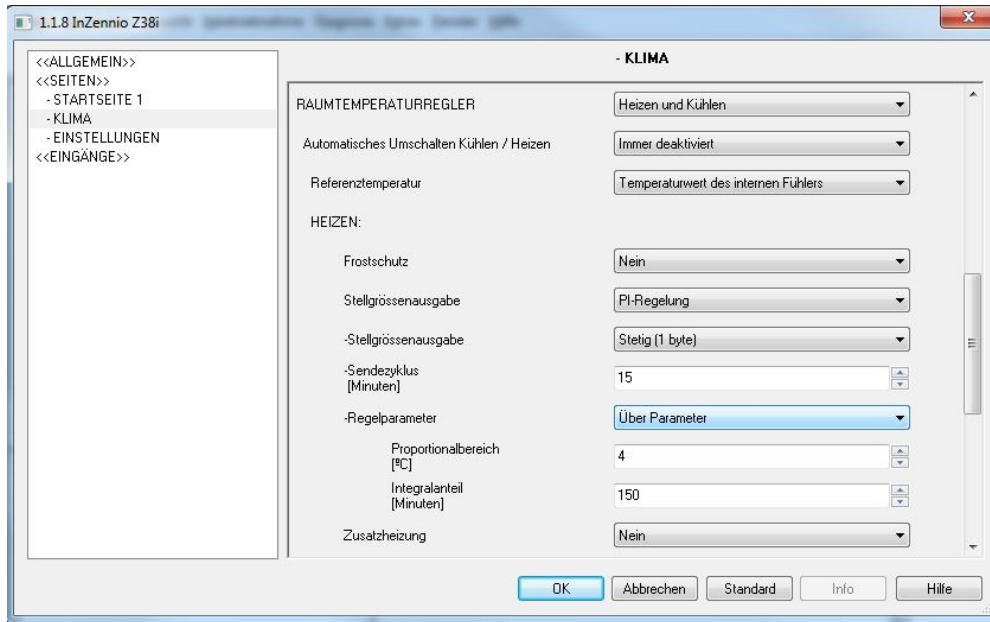 1.1.8 InZennio Z38i
<<ALLGEMEIN>>
<<SEITEN>>
- STARTSEITE 1
- KLIMA
- EINSTELLUNGEN
<<EINGÄNGE>>
- KLIMA
RAUMTEMPERATURREGLER Heizen und Kühlen
Automatisches Umschalten Kühlen / Heizen Immer deaktiviert
Referenztemperatur Temperaturwert des internen Fühlers
HEIZEN:
Frostschutz Nein
Stellgrössenausgabe PI-Regelung
-Stellgrössenausgabe Stetig (1 byte)
-Sendezyklus
[Minuten] 15
-Regelparameter Über Parameter
Proportionalbereich
[ºC] 4
Integralanteil
[Minuten] 150
Zusatzheizung Nein
OK Abbrechen Standard Info Hilfe